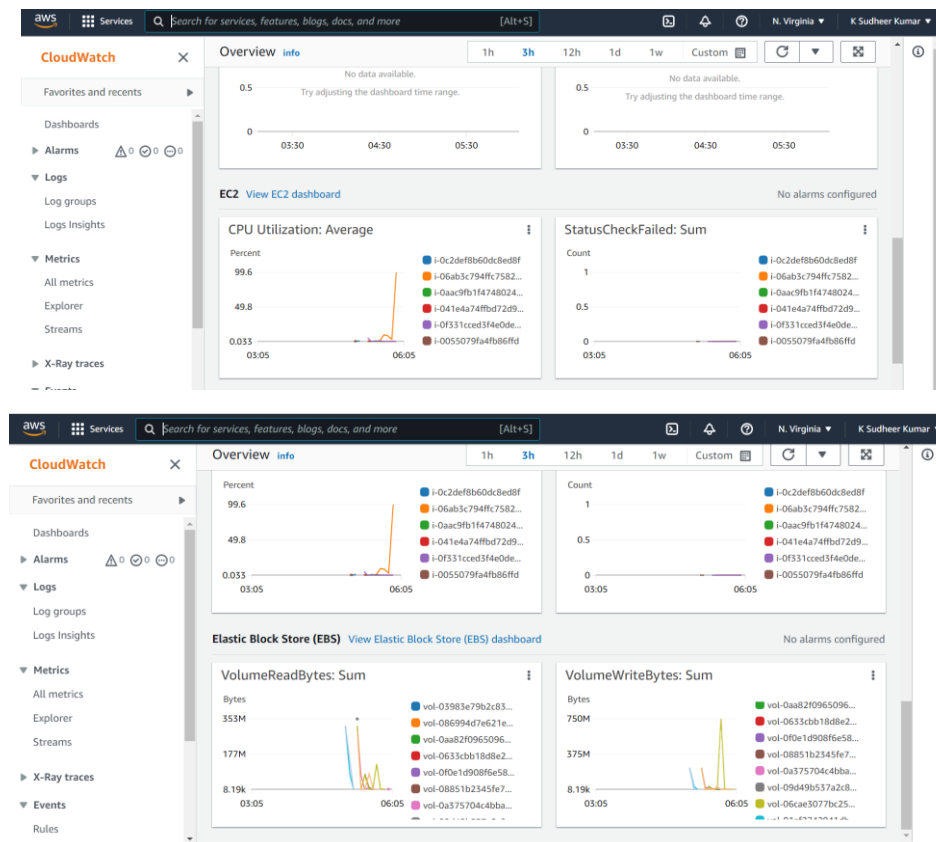 aws Services Search for services, features, blogs, docs, and more [Alt+S] N. Virginia ▼ K Sudheer Kumar ▼
CloudWatch
Favorites and recents
Dashboards
Alarms 0 0 0
Logs
Log groups
Logs Insights
Metrics
All metrics
Explorer
Streams
X-Ray traces
Overview info 1h 3h 12h 1d 1w Custom
No data available.
Try adjusting the dashboard time range.
0.5
0
03:30 04:30 05:30
No data available.
Try adjusting the dashboard time range.
0.5
0
03:30 04:30 05:30
EC2 View EC2 dashboard No alarms configured
CPU Utilization: Average
Percent
99.6
49.8
0.033
03:05 06:05
i-0c2def8b60dc8ed8f
i-06ab3c794ffc7582...
i-0aac9fb1f4748024...
i-041e4a74ffbd72d9...
i-0f331cced3f4e0de...
i-0055079fa4fb86ffd
StatusCheckFailed: Sum
Count
1
0.5
0
03:05 06:05
i-0c2def8b60dc8ed8f
i-06ab3c794ffc7582...
i-0aac9fb1f4748024...
i-041e4a74ffbd72d9...
i-0f331cced3f4e0de...
i-0055079fa4fb86ffd
aws Services Search for services, features, blogs, docs, and more [Alt+S] N. Virginia ▼ K Sudheer Kumar
CloudWatch
Favorites and recents
Dashboards
Alarms 0 0 0
Logs
Log groups
Logs Insights
Metrics
All metrics
Explorer
Streams
X-Ray traces
Events
Rules
Overview info 1h 3h 12h 1d 1w Custom
Percent
99.6
49.8
0.033
03:05 06:05
i-0c2def8b60dc8ed8f
i-06ab3c794ffc7582...
i-0aac9fb1f4748024...
i-041e4a74ffbd72d9...
i-0f331cced3f4e0de...
i-0055079fa4fb86ffd
Count
1
0.5
0
03:05 06:05
i-0c2def8b60dc8ed8f
i-06ab3c794ffc7582...
i-0aac9fb1f4748024...
i-041e4a74ffbd72d9...
i-0f331cced3f4e0de...
i-0055079fa4fb86ffd
Elastic Block Store (EBS) View Elastic Block Store (EBS) dashboard No alarms configured
VolumeReadBytes: Sum
Bytes
353M
177M
8.19k
03:05 06:05
vol-03983e79b2c83...
vol-086994d7e621e...
vol-0aa82f0965096...
vol-0633cbb18d8e2...
vol-0f0e1d908f6e58...
vol-08851b2345fe7...
vol-0a375704c4bba...
VolumeWriteBytes: Sum
Bytes
750M
375M
8.19k
03:05 06:05
vol-0aa82f0965096...
vol-0633cbb18d8e2...
vol-0f0e1d908f6e58...
vol-08851b2345fe7...
vol-0a375704c4bba...
vol-09d49b537a2c8...
vol-06cae3077bc25...